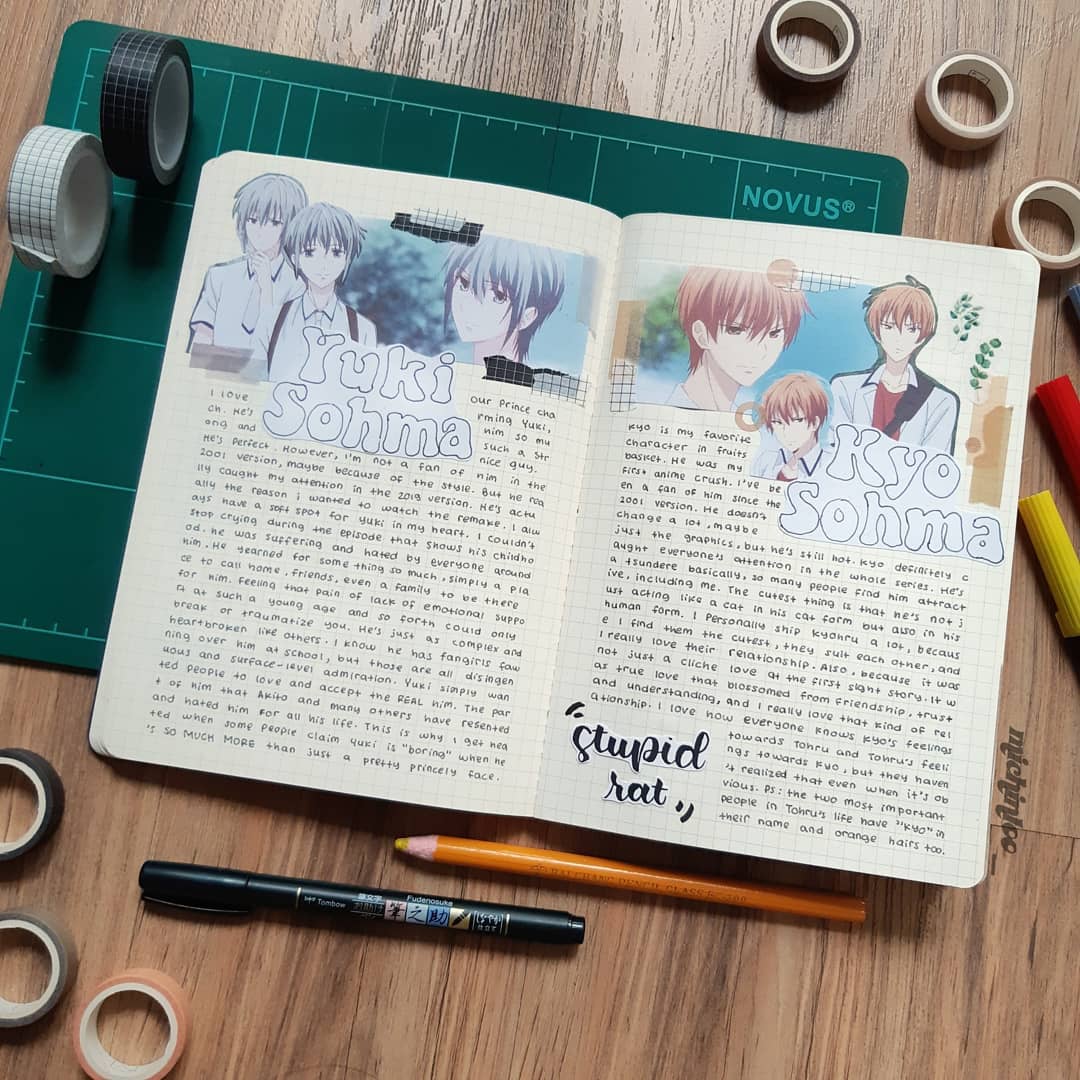 NOVUS®
Yuki
Sohma
I love our Prince cha
ch. He's rming Yuki,
orig and him so mu
such a str
nice guy.
He's Perfect. However, i'm not a fan of him in the
2001 version, maybe because of the style. But he rea
lly caught my attention in the 2019 version. He's actu
ally the reason i wanted to watch the remake. I alw
ays have a soft spot for Yuki in my heart. I couldn't
stop crying during the episode that shows his childho
od. he was suffering and hated by everyone around
him. He yearned for some thing so much, simply a pla
ce to call home, friends, even a family to be there
for him. Feeling that pain of lack of emotional suppo
rt at such a young age and so forth could only
break or traumatize you. He's just as complex and
heartbroken like others. I know he has fangirls faw
ning over him at school, but those are all disingen
uous and surface-level admiration. Yuki simply wan
ted people to love and accept the REAL him. The par
t of him that Akito and many others have resented
and hated him for all his life. This is why I get hea
ted when some people claim Yuki is "boring" when he
's SO MUCH MORE than just a pretty princely face.
Kyo
Sohma
Kyo is my favorite
character in fruits
basket. He was my
first anime crush. I've be
en a fan of him since the
2001 version. He doesn't
change a lot, maybe
just the graphics, but he's still hot. Kyo definitely c
aught everyone's attention in the whole series. He's
a tsundere basically, so many people find him attract
ive, including me. The cutest thing is that he's not j
ust acting like a cat in his cat form but also in his
human form. I Personally ship kyohru a lot, becaus
e I find them the cutest, they suit each other, and
I really love their relationship. Also, because it was
not just a cliche love at the first sight story. It w
as true love that blossomed from friendship, trust
and understanding, and I really love that kind of rel
ationship. I love how everyone knows Kyo's feelings
towards Tohru and Tohru's feeli
ngs towards Kyo, but they haven
't realized that even when it's ob
vious. Ps: the two most important
people in Tohru's life have "Kyo" in
their name and orange hairs too.
"stupid
rat"
Tombow
Fudenosuke
筆之助